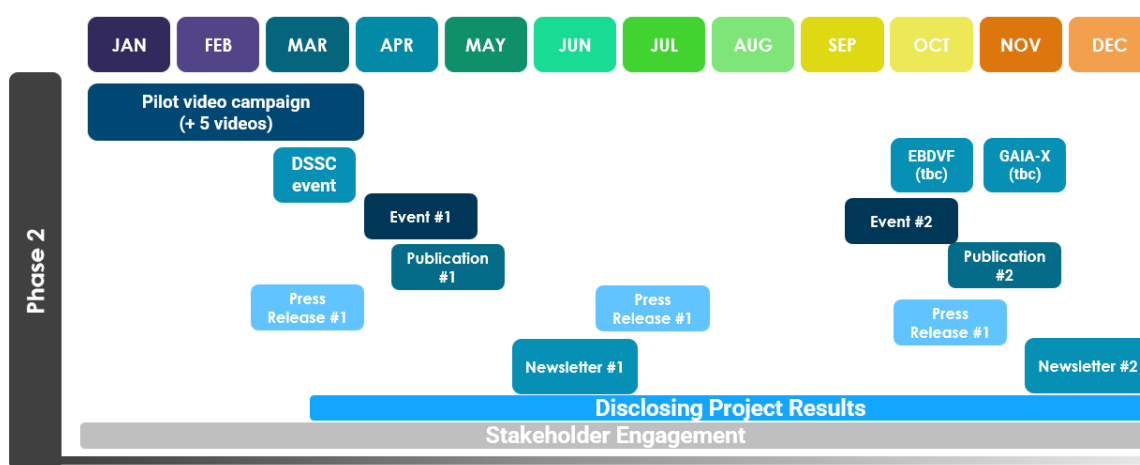 JAN FEB MAR APR MAY JUN JUL AUG SEP OCT NOV DEC
Phase 2
Pilot video campaign
(+ 5 videos)
DSSC
event
EBDVF
(tbc)
GAIA-X
(tbc)
Event #1
Event #2
Publication
#1
Publication
#2
Press
Release #1
Press
Release #1
Press
Release #1
Newsletter #1
Newsletter #2
Disclosing Project Results
Stakeholder Engagement